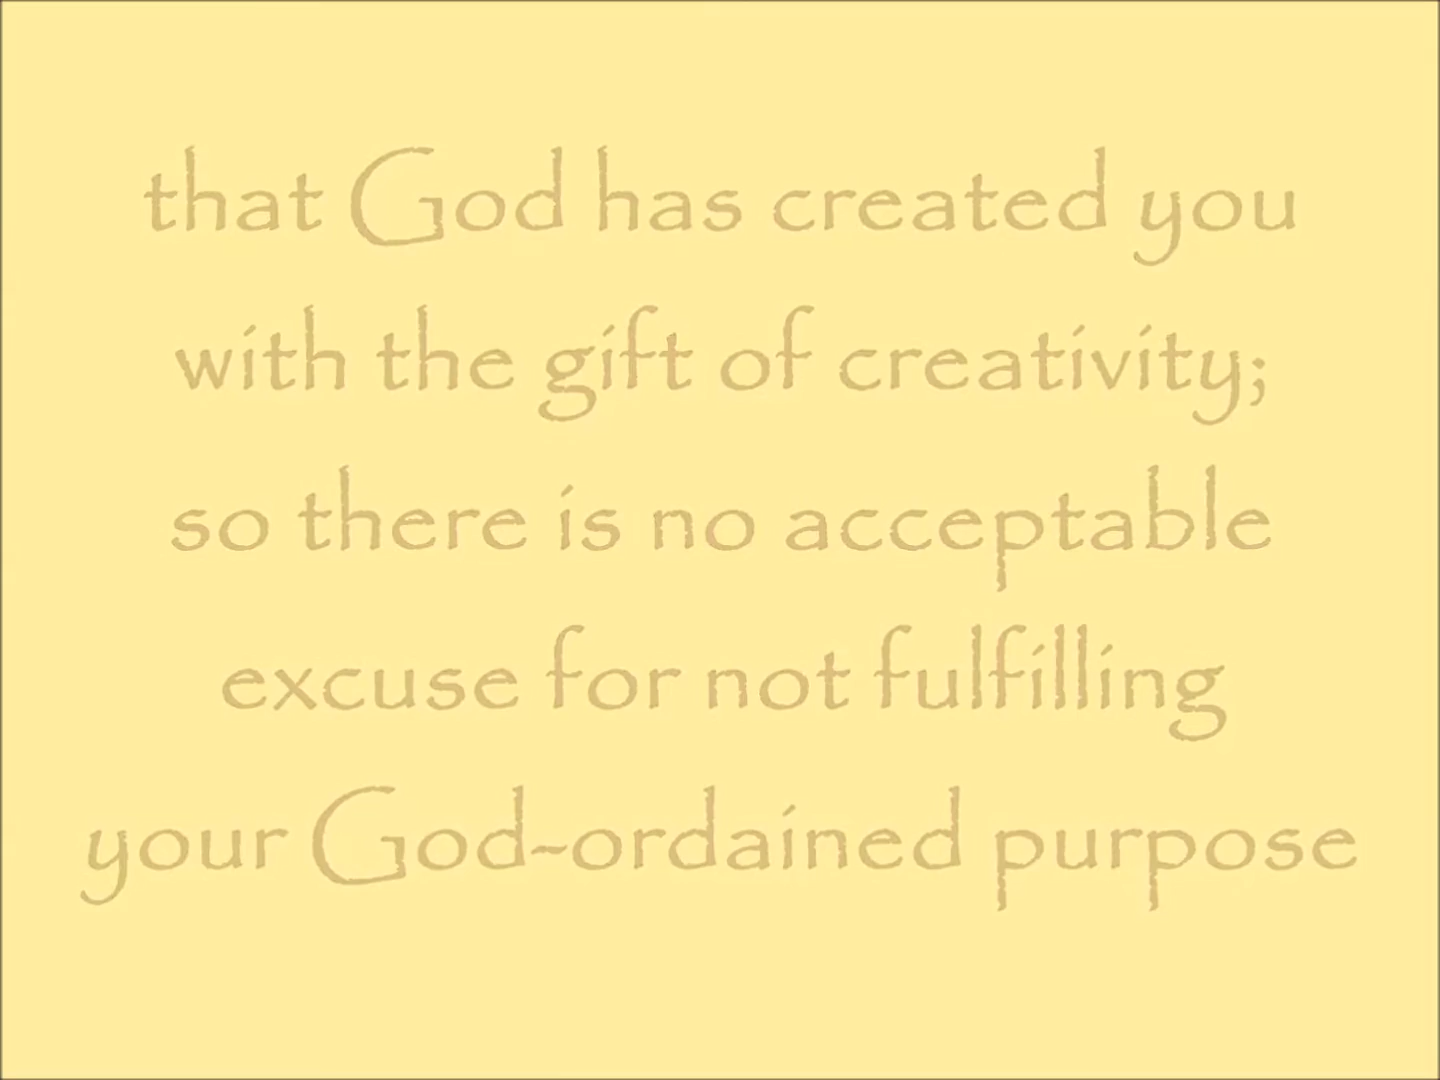 that God has created you
with the gift of creativity;
so there is no acceptable
excuse for not fulfilling
your God-ordained purpose